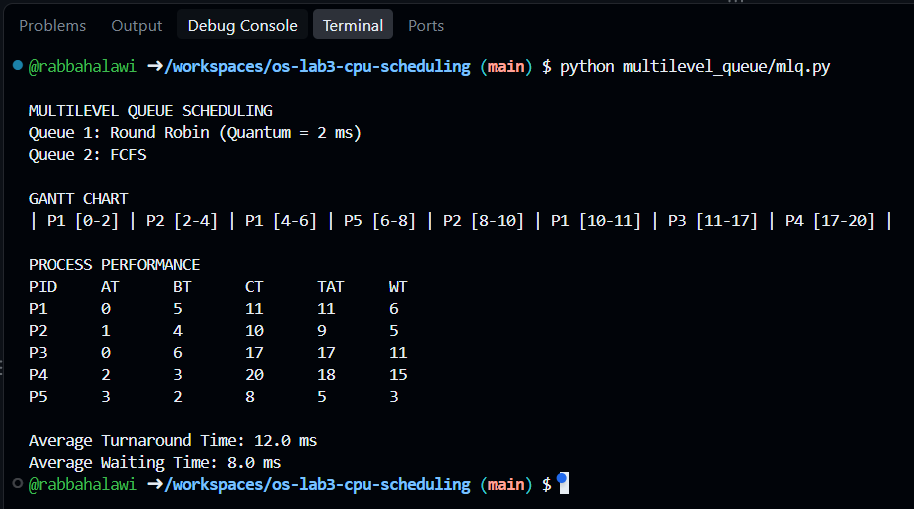 Problems Output Debug Console Terminal Ports
@rabbahalawi ➜/workspaces/os-lab3-cpu-scheduling (main) $ python multilevel_queue/mlq.py
MULTILEVEL QUEUE SCHEDULING
Queue 1: Round Robin (Quantum = 2 ms)
Queue 2: FCFS
GANTT CHART
| P1 [0-2] | P2 [2-4] | P1 [4-6] | P5 [6-8] | P2 [8-10] | P1 [10-11] | P3 [11-17] | P4 [17-20] |
PROCESS PERFORMANCE
PID AT BT CT TAT WT
P1 0 5 11 11 6
P2 1 4 10 9 5
P3 0 6 17 17 11
P4 2 3 20 18 15
P5 3 2 8 5 3
Average Turnaround Time: 12.0 ms
Average Waiting Time: 8.0 ms
@rabbahalawi ➜/workspaces/os-lab3-cpu-scheduling (main) $